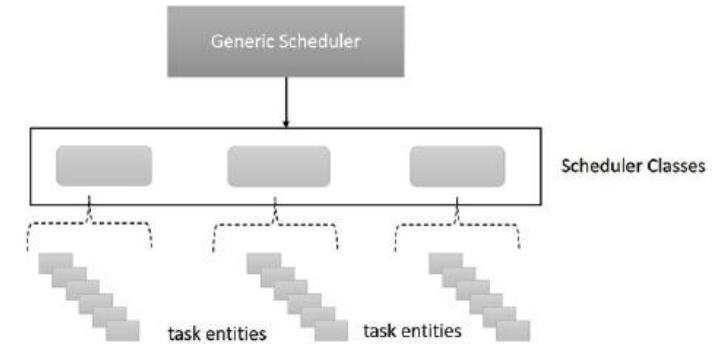 Generic Scheduler
Scheduler Classes
task entities
task entities